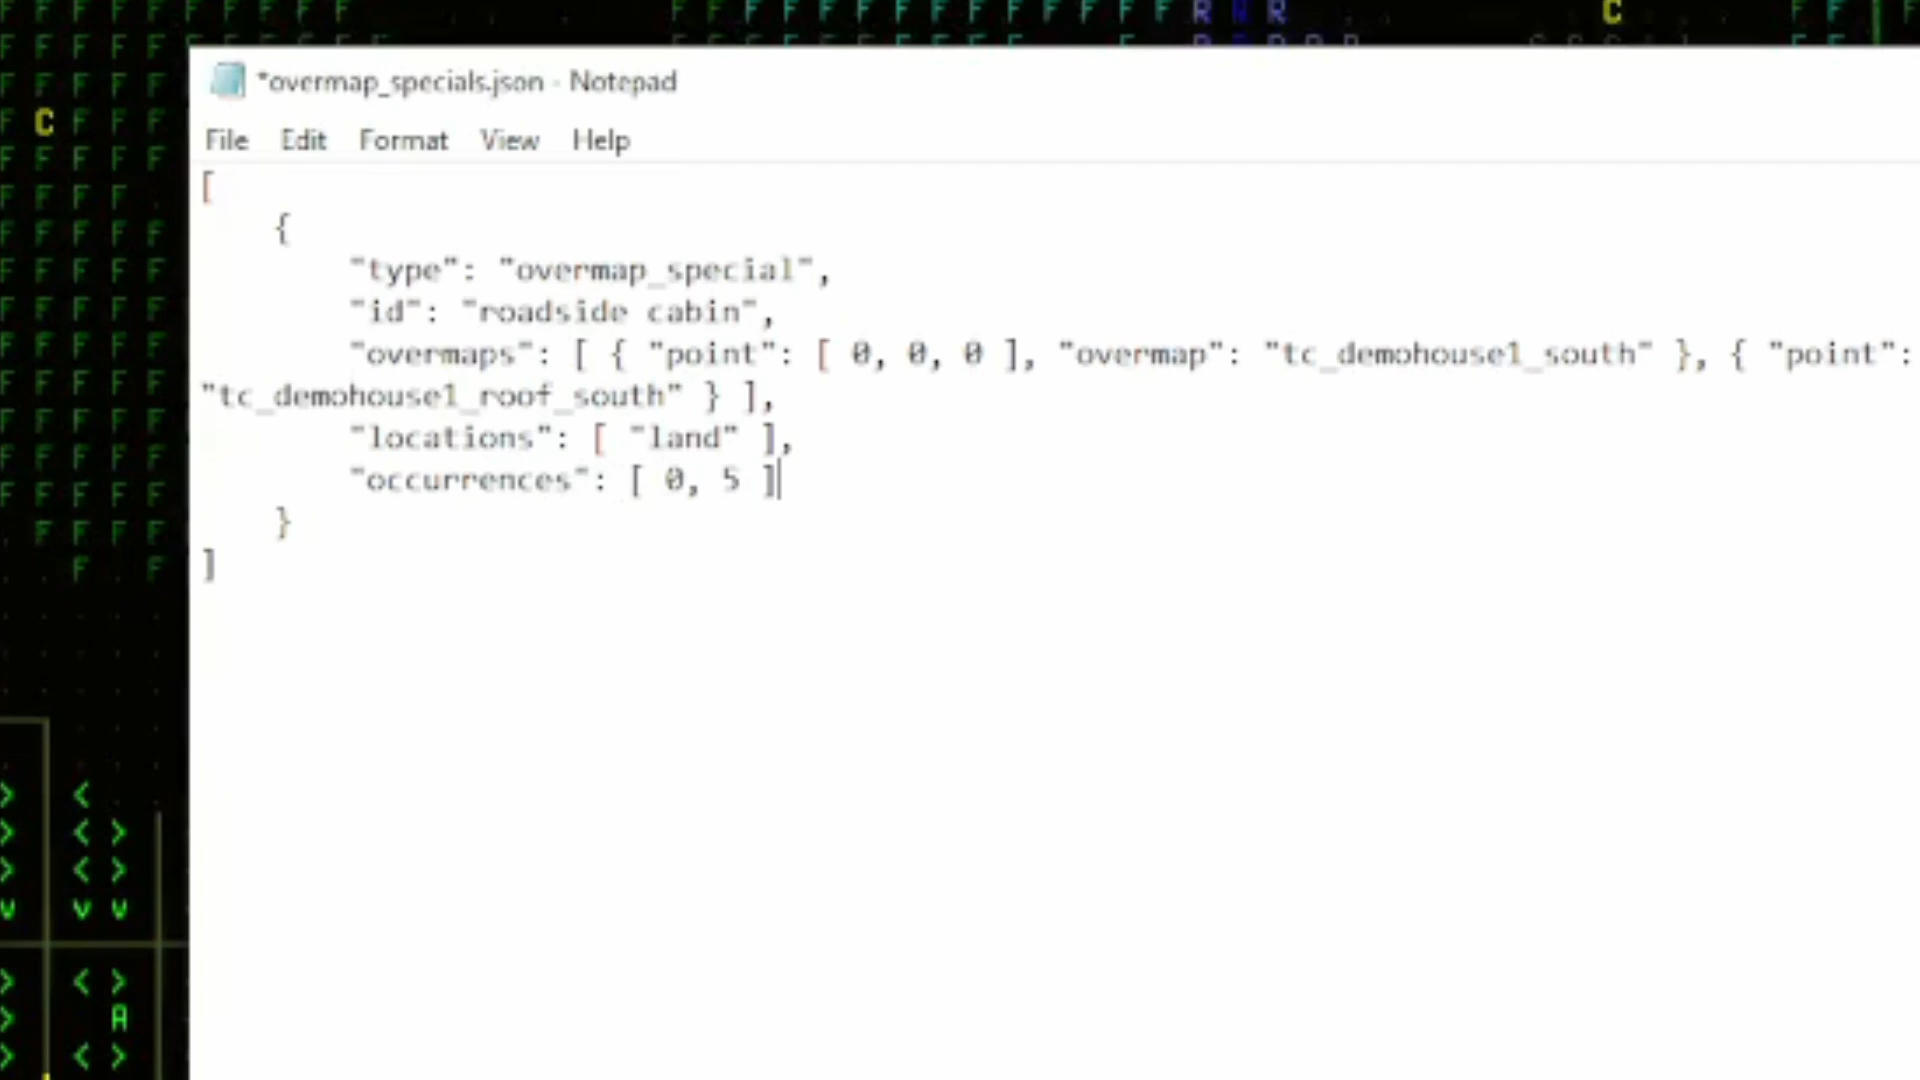 *overmap_specials.json - Notepad
File Edit Format View Help
[
{
"type": "overmap_special",
"id": "roadside cabin",
"overmaps": [ { "point": [ 0, 0, 0 ], "overmap": "tc_demohouse1_south" }, { "point":
"tc_demohouse1_roof_south" } ],
"locations": [ "land" ],
"occurrences": [ 0, 5 ]
}
]